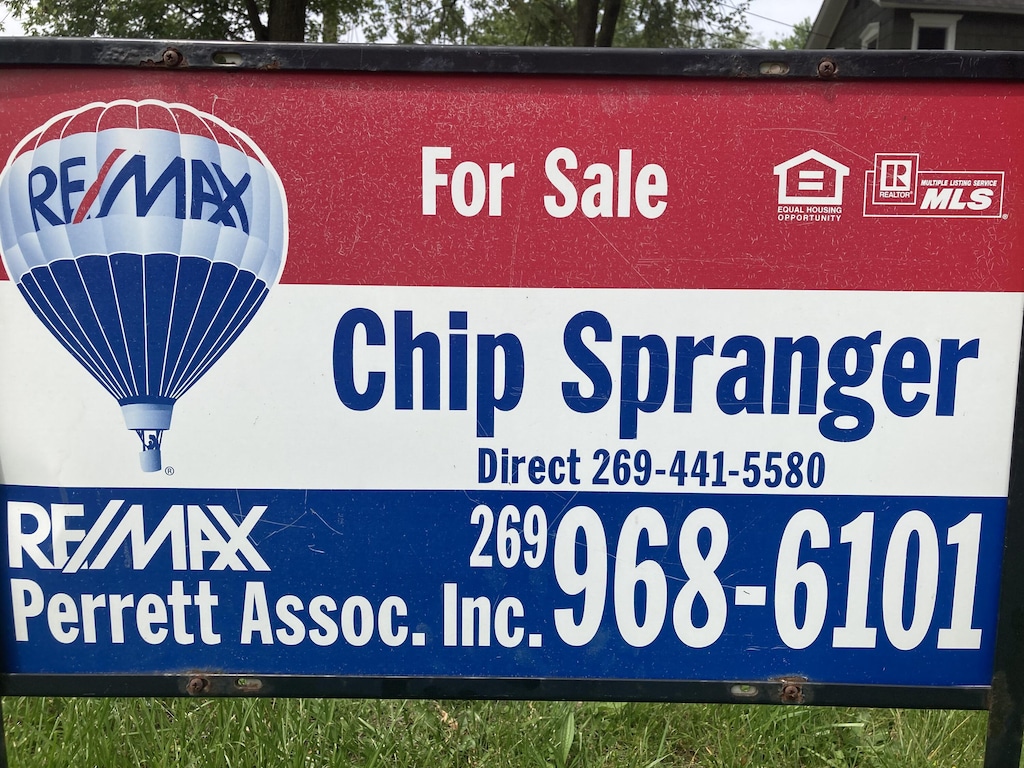 RE/MAX
For Sale
EQUAL HOUSING
OPPORTUNITY
R
REALTOR®
MULTIPLE LISTING SERVICE
MLS
®
Chip Spranger
Direct 269-441-5580
®
RE/MAX
Perrett Assoc. Inc.
269 968-6101